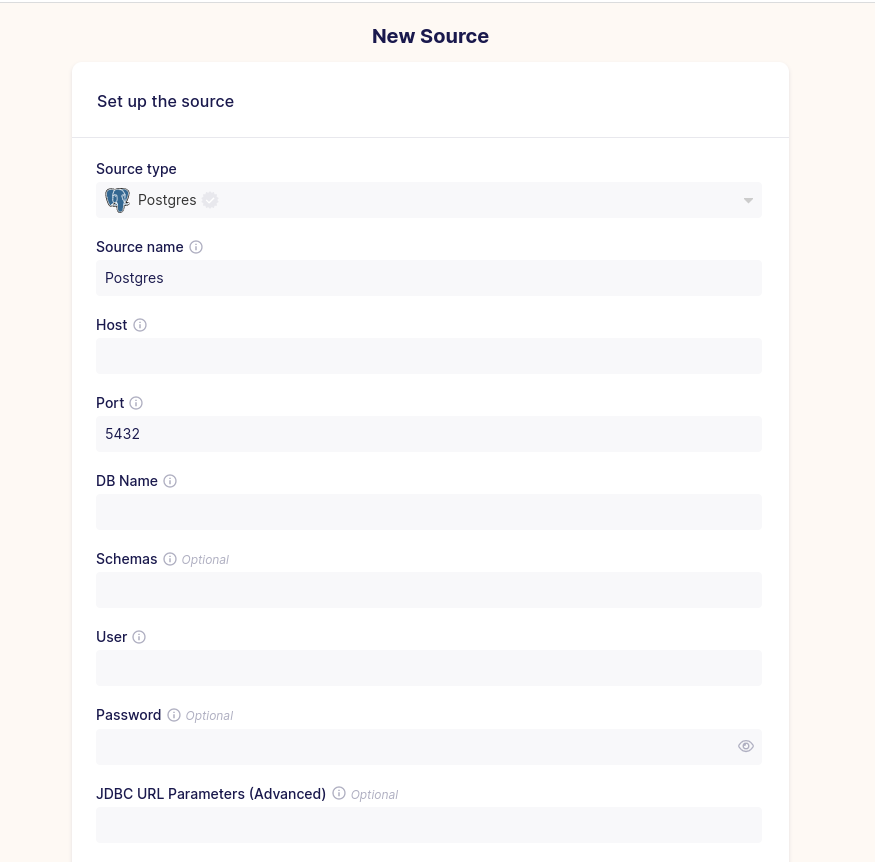 New Source
Set up the source
Source type
Postgres
Source name
Postgres
Host
Port
5432
DB Name
Schemas Optional
User
Password Optional
JDBC URL Parameters (Advanced) Optional